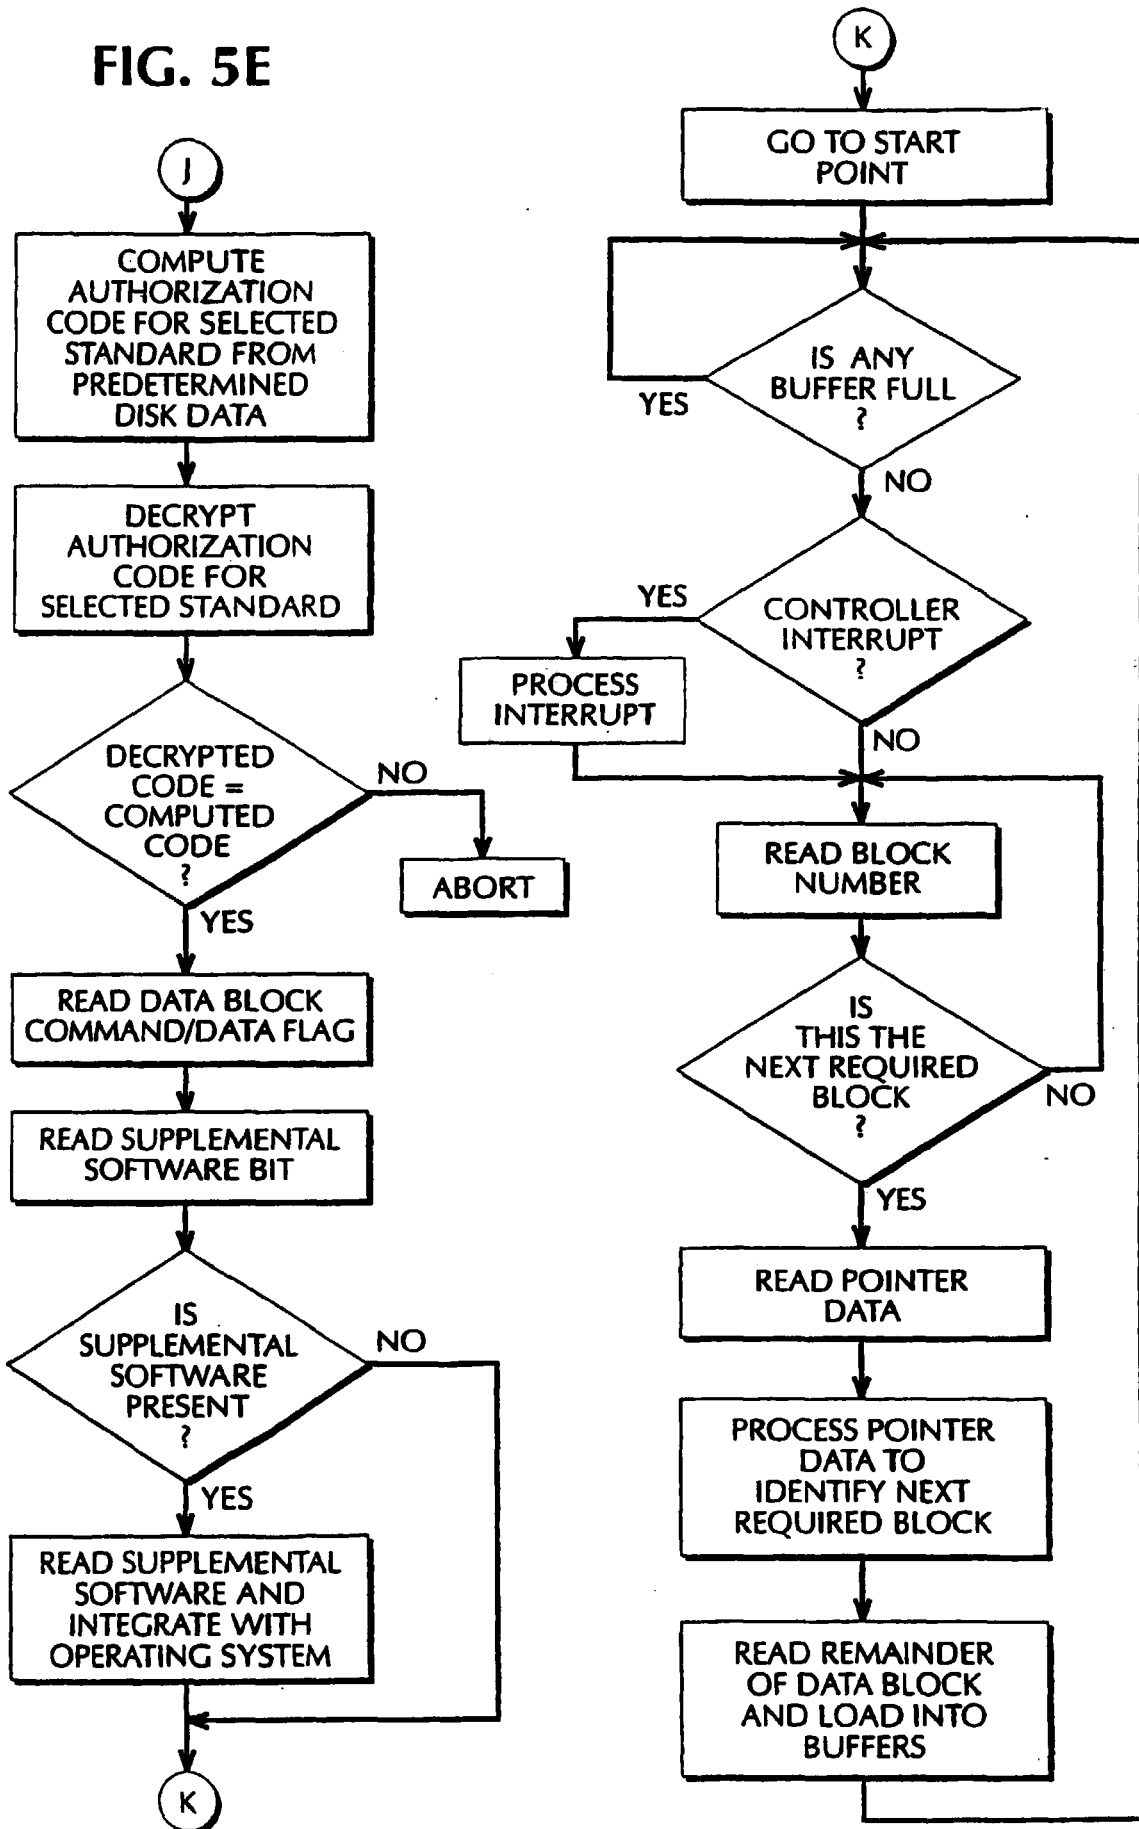 FIG. 5E
J
COMPUTE
AUTHORIZATION
CODE FOR SELECTED
STANDARD FROM
PREDETERMINED
DISK DATA
DECRYPT
AUTHORIZATION
CODE FOR
SELECTED STANDARD
DECRYPTED
CODE =
COMPUTED
CODE
?
NO
ABORT
YES
READ DATA BLOCK
COMMAND/DATA FLAG
READ SUPPLEMENTAL
SOFTWARE BIT
IS
SUPPLEMENTAL
SOFTWARE
PRESENT
?
NO
YES
READ SUPPLEMENTAL
SOFTWARE AND
INTEGRATE WITH
OPERATING SYSTEM
K
K
GO TO START
POINT
IS ANY
BUFFER FULL
?
YES
NO
CONTROLLER
INTERRUPT
?
YES
PROCESS
INTERRUPT
NO
READ BLOCK
NUMBER
IS
THIS THE
NEXT REQUIRED
BLOCK
?
NO
YES
READ POINTER
DATA
PROCESS POINTER
DATA TO
IDENTIFY NEXT
REQUIRED BLOCK
READ REMAINDER
OF DATA BLOCK
AND LOAD INTO
BUFFERS